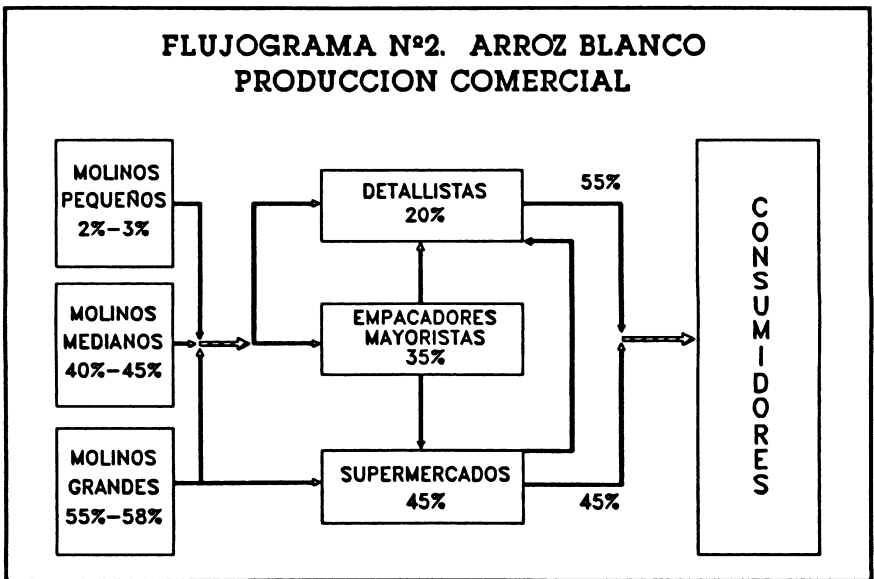 FLUJOGRAMA Nº2. ARROZ BLANCO
PRODUCCION COMERCIAL
MOLINOS
PEQUEÑOS
2%-3%
MOLINOS
MEDIANOS
40%-45%
MOLINOS
GRANDES
55%-58%
DETALLISTAS
20%
EMPACADORES
MAYORISTAS
35%
SUPERMERCADOS
45%
55%
45%
CONSUMIDORES